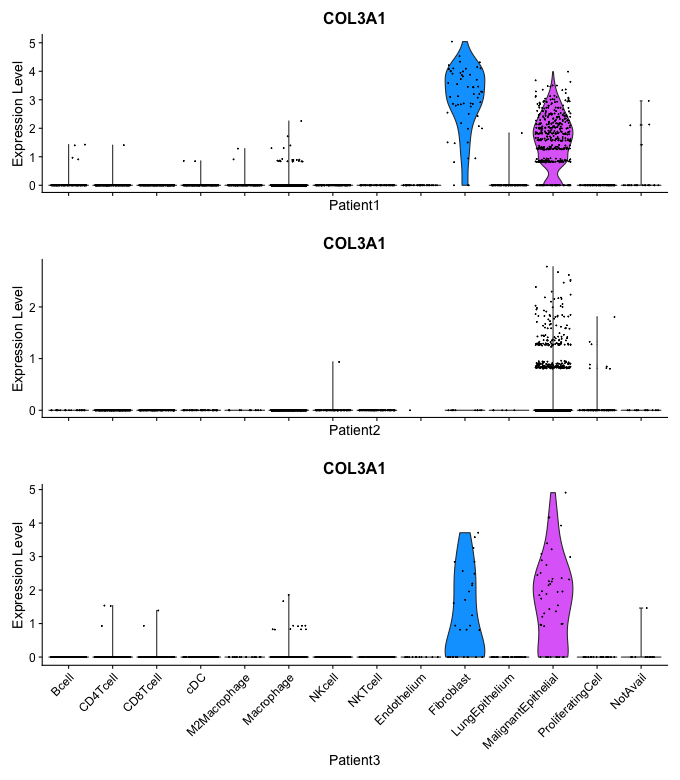 COL3A1
Expression Level
5
4
3
2
1
0
Patient1
COL3A1
Expression Level
2
1
0
Patient2
COL3A1
Expression Level
5
4
3
2
1
0
Bcell
CD4Tcell
CD8Tcell
cDC
M2Macrophage
Macrophage
NKcell
NKTcell
Endothelium
Fibroblast
LungEpithelium
MalignantEpithelial
ProliferatingCell
NotAvail
Patient3